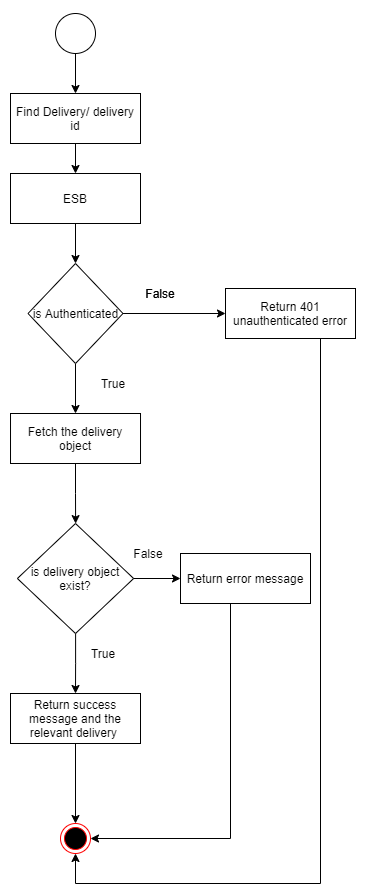 Find Delivery/ delivery
id
ESB
is Authenticated
False
Return 401
unauthenticated error
True
Fetch the delivery
object
is delivery object
exist?
False
Return error message
True
Return success
message and the
relevant delivery